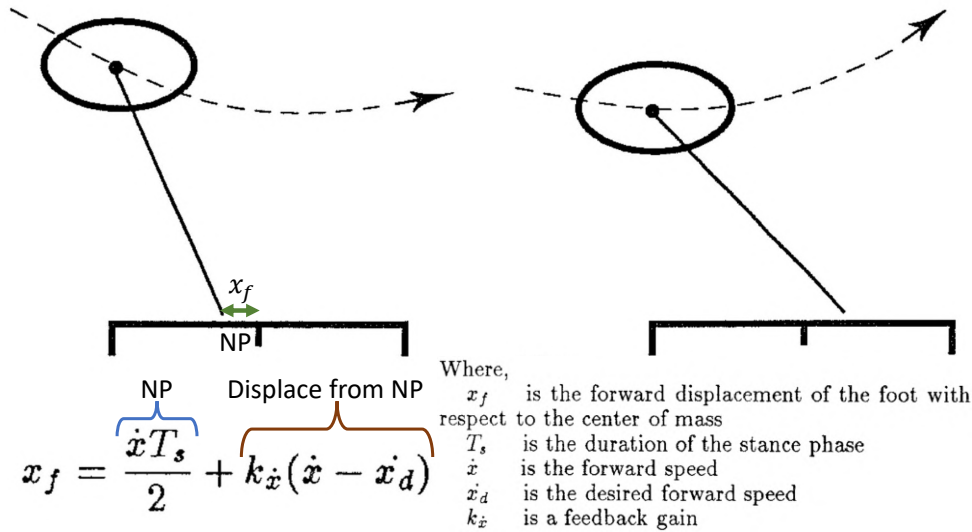 x_f
NP
NP
Displace from NP
x_f = ẋT_s/2 + k_ẋ(ẋ − ẋ_d)
Where,
x_f is the forward displacement of the foot with
respect to the center of mass
T_s is the duration of the stance phase
ẋ is the forward speed
ẋ_d is the desired forward speed
k_ẋ is a feedback gain